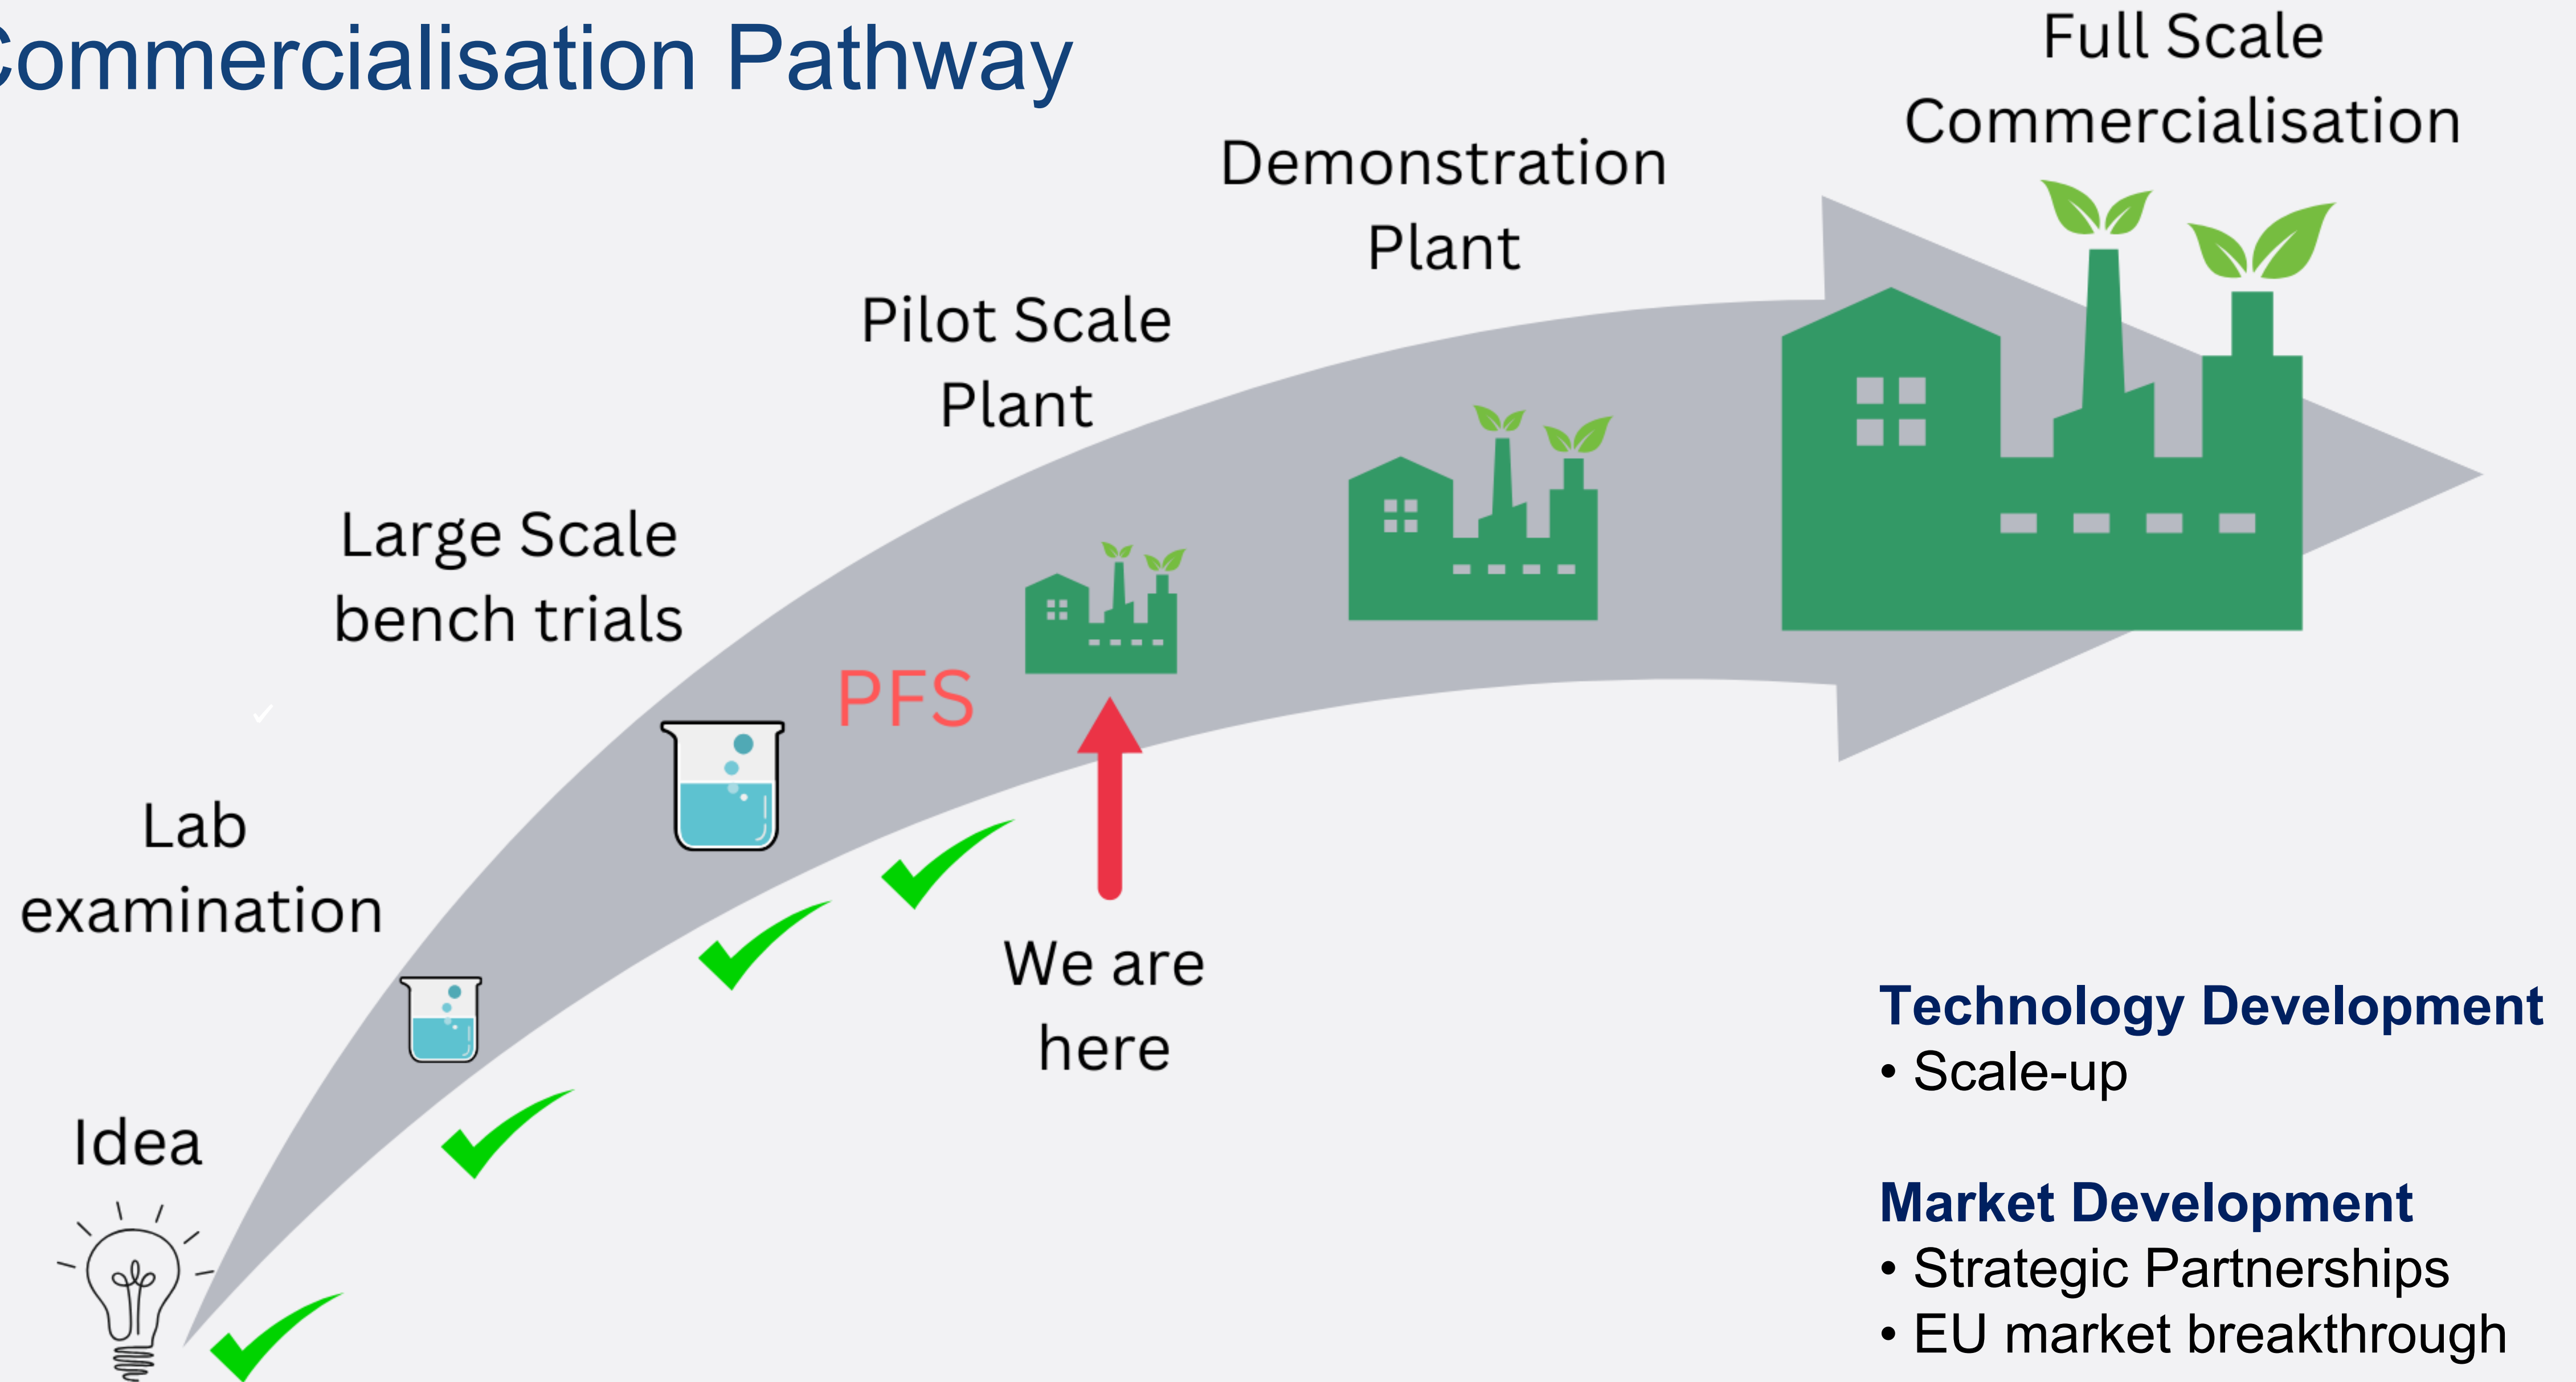 Commercialisation Pathway
Full Scale
Commercialisation
Demonstration
Plant
Pilot Scale
Plant
Large Scale
bench trials
PFS
Lab
examination
We are
here
Idea
Technology Development
• Scale-up
Market Development
• Strategic Partnerships
• EU market breakthrough